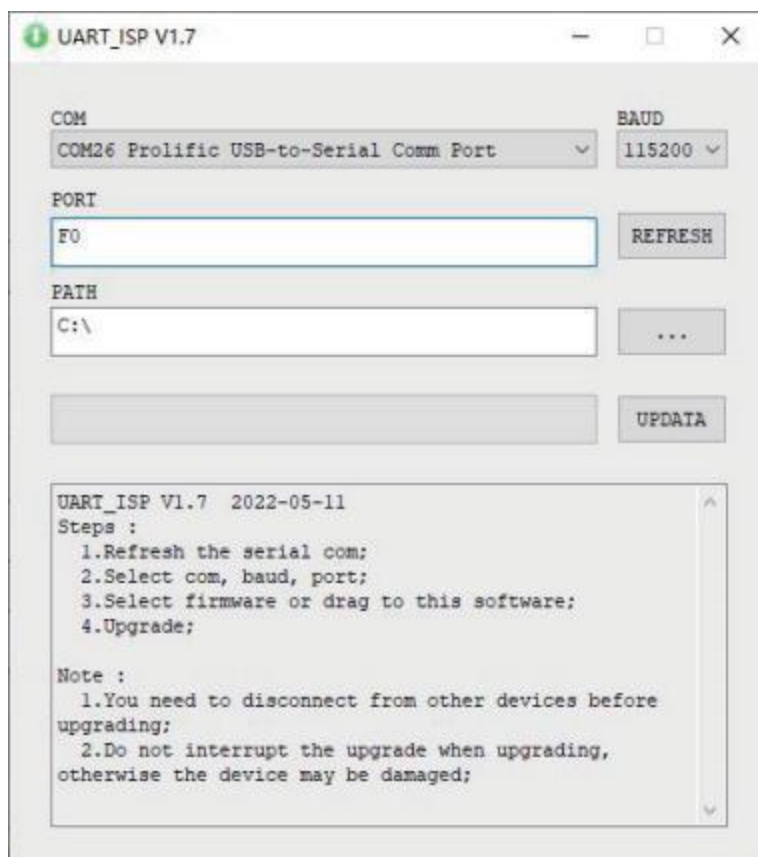 UART_ISP V1.7
COM
BAUD
COM26 Prolific USB-to-Serial Comm Port
115200
PORT
F0
REFRESH
PATH
C:\
...
UPDATA
UART_ISP V1.7  2022-05-11
Steps :
  1.Refresh the serial com;
  2.Select com, baud, port;
  3.Select firmware or drag to this software;
  4.Upgrade;
Note :
  1.You need to disconnect from other devices before
upgrading;
  2.Do not interrupt the upgrade when upgrading,
otherwise the device may be damaged;